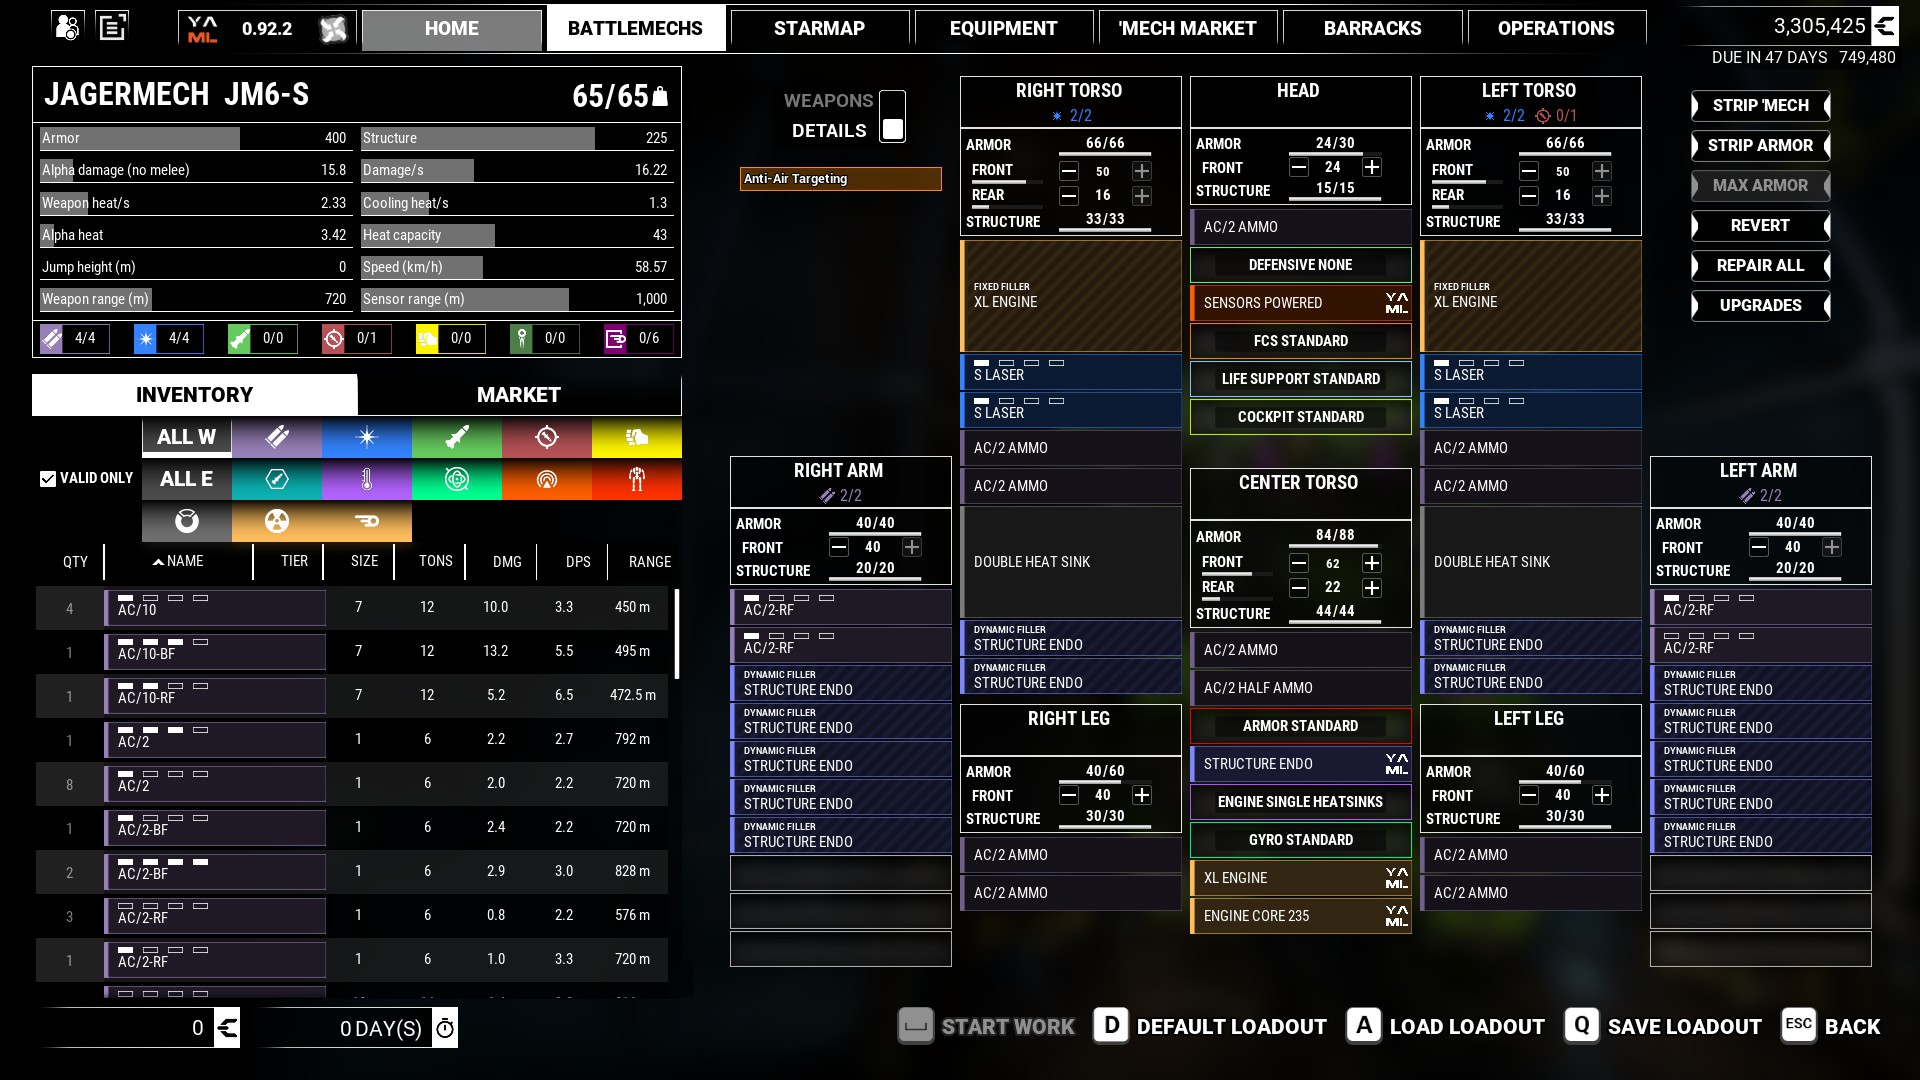 YAML 0.92.2 HOME BATTLEMECHS STARMAP EQUIPMENT 'MECH MARKET BARRACKS OPERATIONS 3,305,425
DUE IN 47 DAYS 749,480
JAGERMECH JM6-S 65/65
Armor 400 Structure 225
Alpha damage (no melee) 15.8 Damage/s 16.22
Weapon heat/s 2.33 Cooling heat/s 1.3
Alpha heat 3.42 Heat capacity 43
Jump height (m) 0 Speed (km/h) 58.57
Weapon range (m) 720 Sensor range (m) 1,000
4/4 4/4 0/0 0/1 0/0 0/0 0/6
INVENTORY MARKET
ALL W
VALID ONLY ALL E
QTY NAME TIER SIZE TONS DMG DPS RANGE
4 AC/10 7 12 10.0 3.3 450 m
1 AC/10-BF 7 12 13.2 5.5 495 m
1 AC/10-RF 7 12 5.2 6.5 472.5 m
1 AC/2 1 6 2.2 2.7 792 m
8 AC/2 1 6 2.0 2.2 720 m
1 AC/2-BF 1 6 2.4 2.2 720 m
2 AC/2-BF 1 6 2.9 3.0 828 m
3 AC/2-RF 1 6 0.8 2.2 576 m
1 AC/2-RF 1 6 1.0 3.3 720 m
0
0 DAY(S)
WEAPONS
DETAILS
Anti-Air Targeting
RIGHT ARM
2/2
ARMOR 40/40
FRONT 40
STRUCTURE 20/20
AC/2-RF
AC/2-RF
DYNAMIC FILLER
STRUCTURE ENDO
DYNAMIC FILLER
STRUCTURE ENDO
DYNAMIC FILLER
STRUCTURE ENDO
DYNAMIC FILLER
STRUCTURE ENDO
DYNAMIC FILLER
STRUCTURE ENDO
RIGHT TORSO
2/2
ARMOR 66/66
FRONT 50
REAR 16
STRUCTURE 33/33
FIXED FILLER
XL ENGINE
S LASER
S LASER
AC/2 AMMO
AC/2 AMMO
DOUBLE HEAT SINK
DYNAMIC FILLER
STRUCTURE ENDO
DYNAMIC FILLER
STRUCTURE ENDO
RIGHT LEG
ARMOR 40/60
FRONT 40
STRUCTURE 30/30
AC/2 AMMO
AC/2 AMMO
HEAD
ARMOR 24/30
FRONT 24
STRUCTURE 15/15
AC/2 AMMO
DEFENSIVE NONE
SENSORS POWERED YAML
FCS STANDARD
LIFE SUPPORT STANDARD
COCKPIT STANDARD
CENTER TORSO
ARMOR 84/88
FRONT 62
REAR 22
STRUCTURE 44/44
AC/2 AMMO
AC/2 HALF AMMO
ARMOR STANDARD
STRUCTURE ENDO YAML
ENGINE SINGLE HEATSINKS
GYRO STANDARD
XL ENGINE YAML
ENGINE CORE 235 YAML
LEFT TORSO
2/2 0/1
ARMOR 66/66
FRONT 50
REAR 16
STRUCTURE 33/33
FIXED FILLER
XL ENGINE
S LASER
S LASER
AC/2 AMMO
AC/2 AMMO
DOUBLE HEAT SINK
DYNAMIC FILLER
STRUCTURE ENDO
DYNAMIC FILLER
STRUCTURE ENDO
LEFT LEG
ARMOR 40/60
FRONT 40
STRUCTURE 30/30
AC/2 AMMO
AC/2 AMMO
LEFT ARM
2/2
ARMOR 40/40
FRONT 40
STRUCTURE 20/20
AC/2-RF
AC/2-RF
DYNAMIC FILLER
STRUCTURE ENDO
DYNAMIC FILLER
STRUCTURE ENDO
DYNAMIC FILLER
STRUCTURE ENDO
DYNAMIC FILLER
STRUCTURE ENDO
DYNAMIC FILLER
STRUCTURE ENDO
STRIP 'MECH
STRIP ARMOR
MAX ARMOR
REVERT
REPAIR ALL
UPGRADES
START WORK D DEFAULT LOADOUT A LOAD LOADOUT Q SAVE LOADOUT ESC BACK